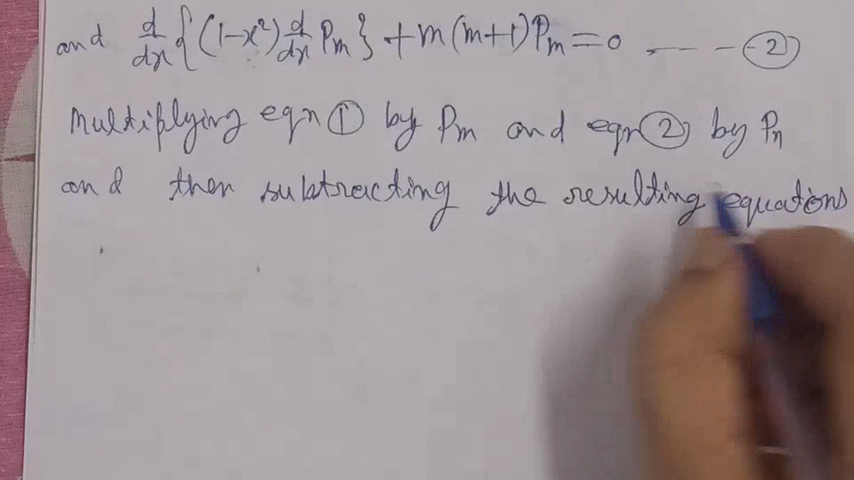 and d/dx {(1-x²) d/dx Pm} + m(m+1)Pm = 0 ---- ②
Multiplying eqn ① by Pm and eqn ② by Pn
and then subtracting the resulting equations